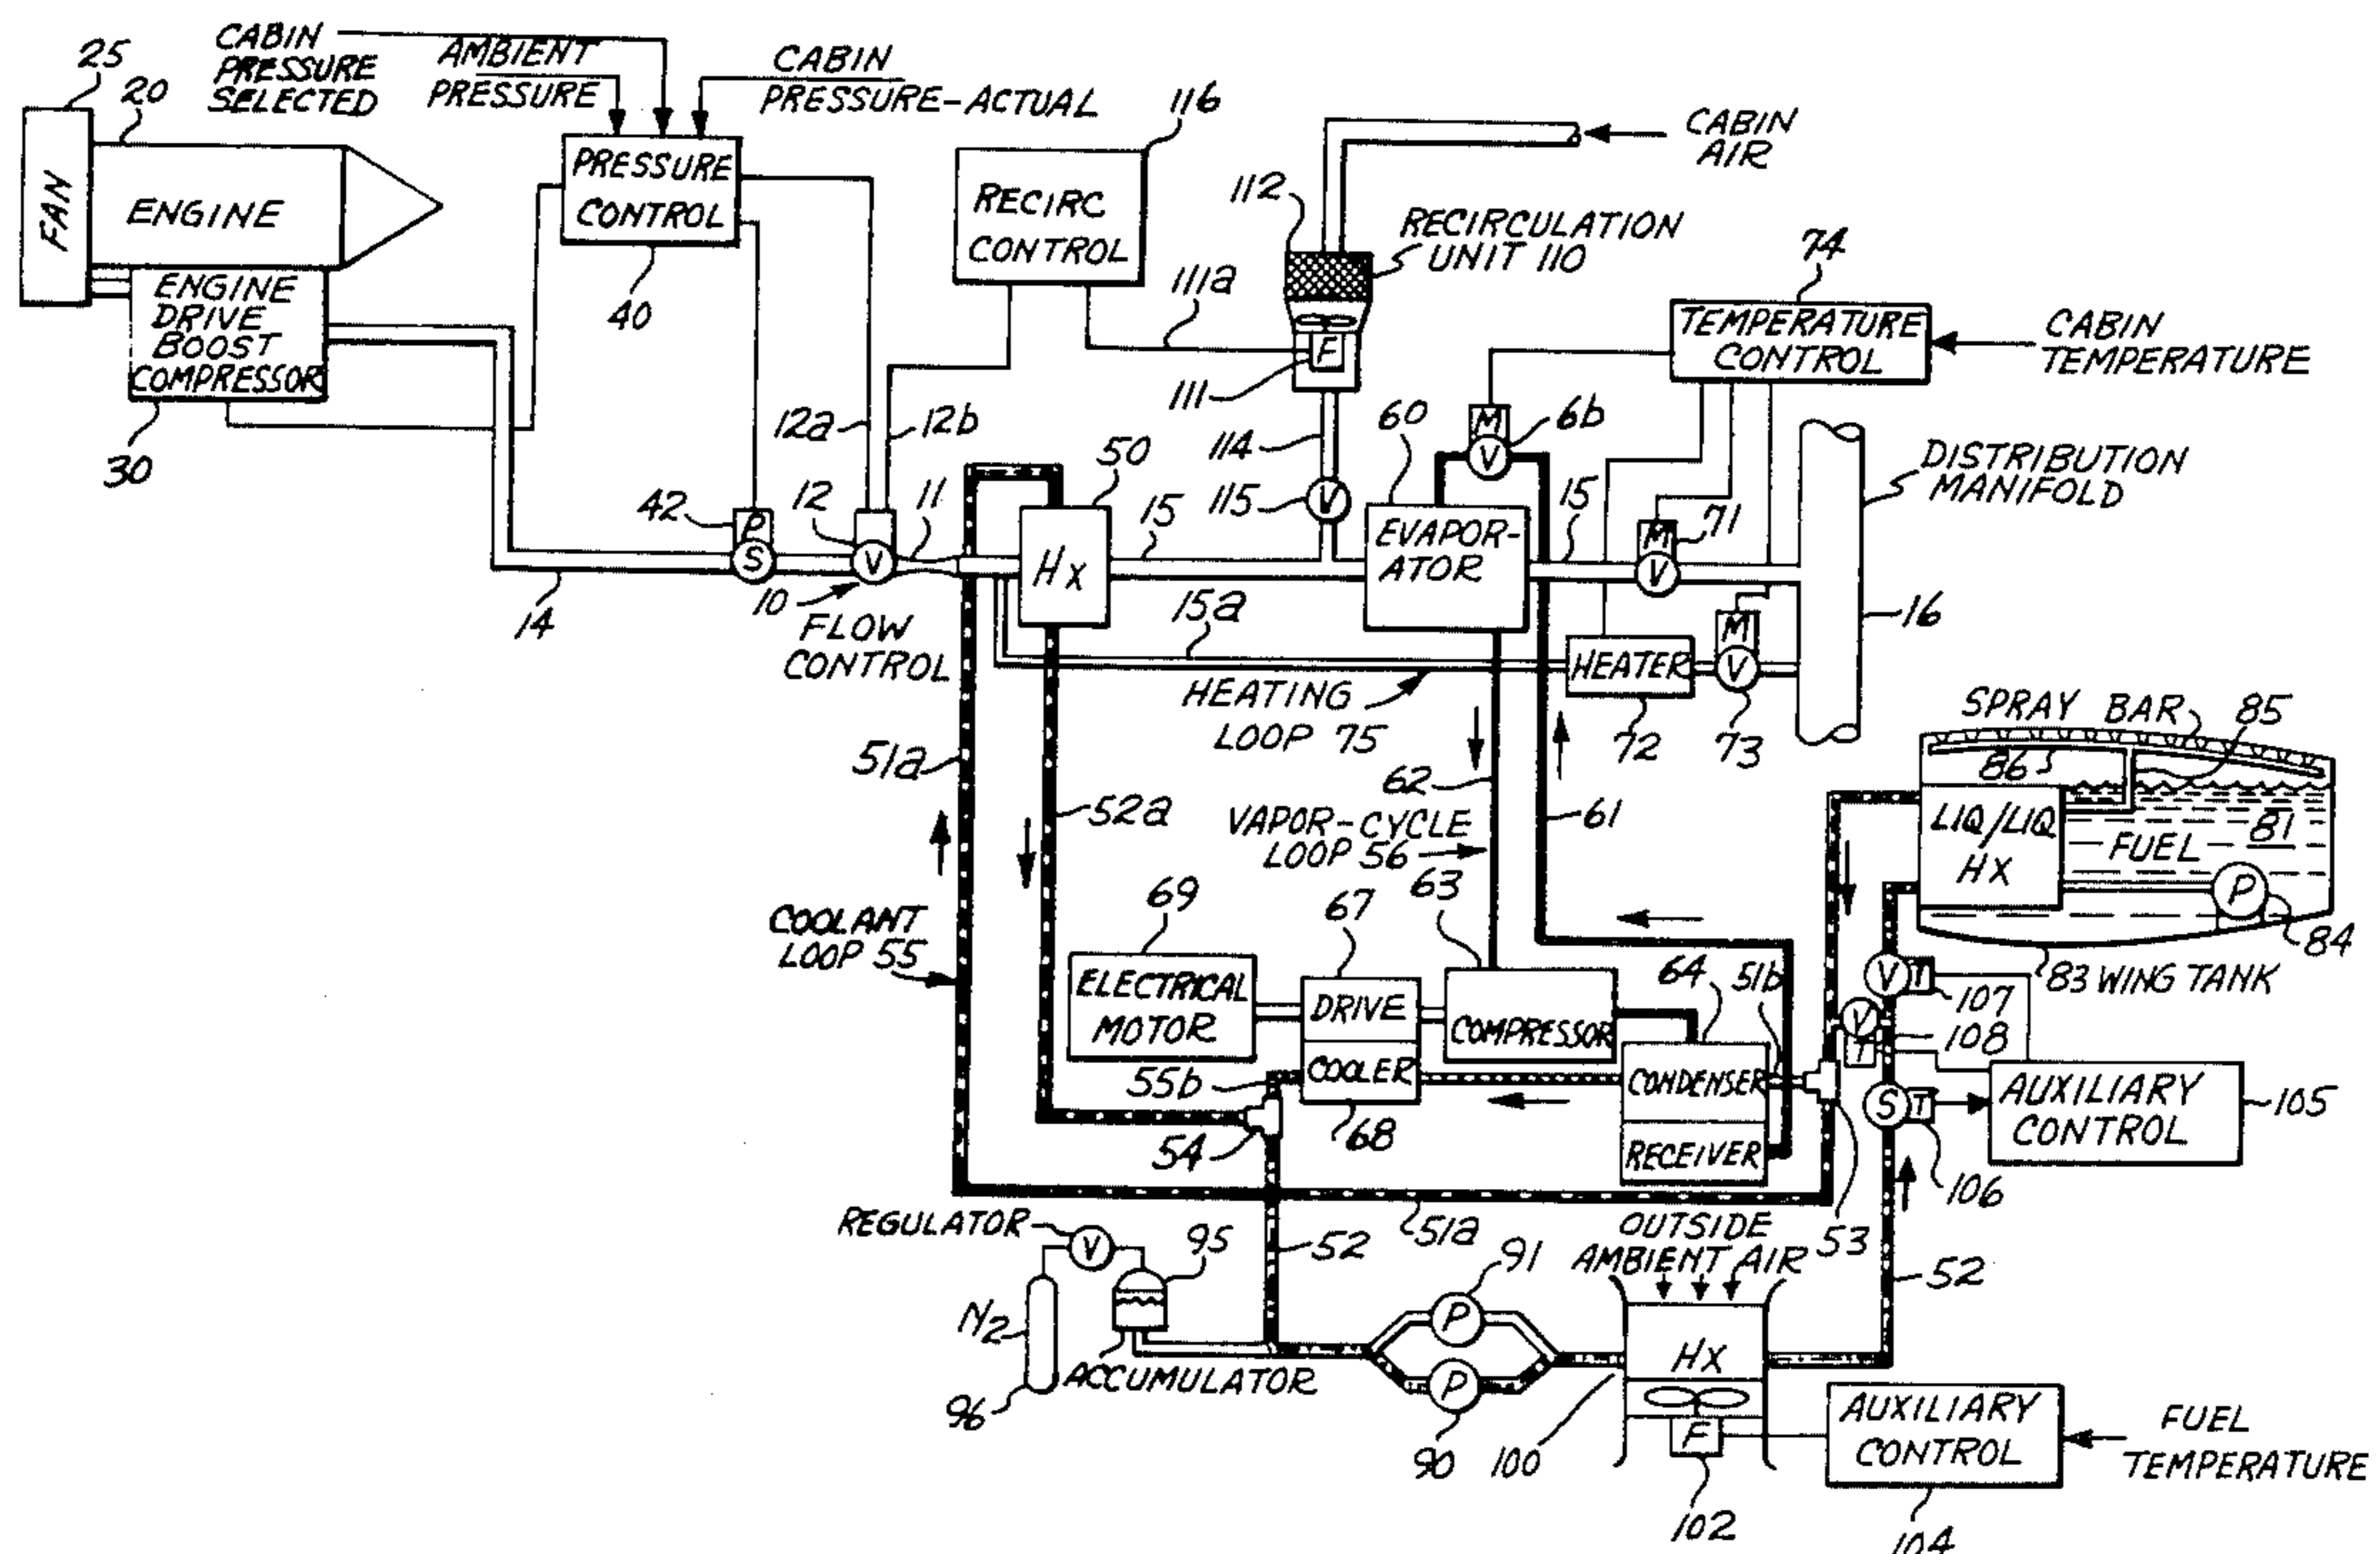 CABIN
PRESSURE
SELECTED
AMBIENT
PRESSURE
CABIN
PRESSURE-ACTUAL
25
20
FAN
ENGINE
ENGINE
DRIVE
BOOST
COMPRESSOR
30
PRESSURE
CONTROL
40
116
RECIRC
CONTROL
CABIN
AIR
112
RECIRCULATION
UNIT 110
111a
F
111
114
V
115
74
TEMPERATURE
CONTROL
CABIN
TEMPERATURE
12a
12b
42
P
S
12
V
11
10
FLOW
CONTROL
14
50
HX
15
15a
60
EVAPOR-
ATOR
M
V
6b
15
71
M
V
DISTRIBUTION
MANIFOLD
16
HEATER
72
M
V
73
HEATING
LOOP 75
51a
52a
62
61
VAPOR-CYCLE
LOOP 56
COOLANT
LOOP 55
SPRAY BAR
85
86
LIQ/LIQ
HX
FUEL
81
P
84
83 WING TANK
69
ELECTRICAL
MOTOR
67
DRIVE
COOLER
68
55b
54
63
COMPRESSOR
64
51b
CONDENSER
RECEIVER
V
T
107
V
T
108
S
T
106
AUXILIARY
CONTROL
105
53
51a
52
52
REGULATOR
V
95
N2
96
ACCUMULATOR
91
P
P
90
OUTSIDE
AMBIENT AIR
HX
100
F
102
AUXILIARY
CONTROL
104
FUEL
TEMPERATURE